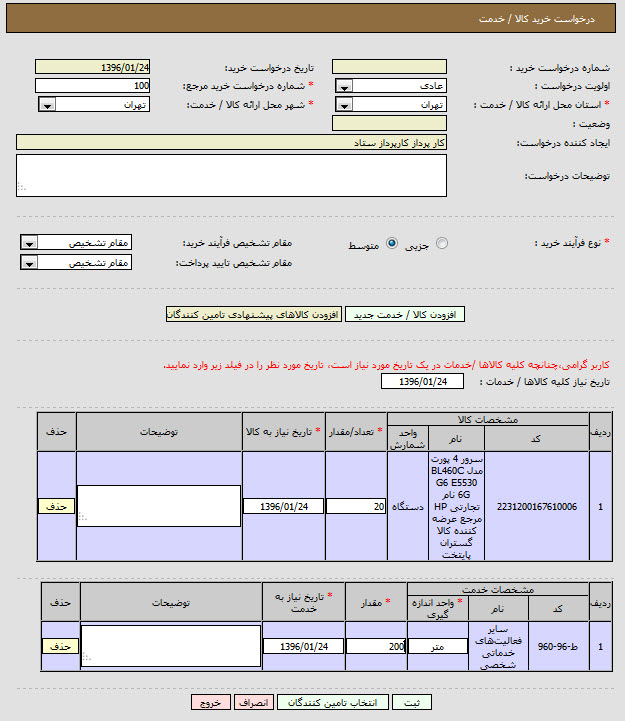 درخواست خرید کالا / خدمت
شماره درخواست خرید :
تاریخ درخواست خرید: 1396/01/24
اولویت درخواست : عادی
* شماره درخواست خرید مرجع: 100
* استان محل ارائه کالا / خدمت : تهران
* شهر محل ارائه کالا / خدمت: تهران
وضعیت :
ایجاد کننده درخواست: کار پرداز کارپرداز ستاد
توضیحات درخواست:
* نوع فرآیند خرید : جزیی متوسط
مقام تشخیص فرآیند خرید: مقام تشخیص
مقام تشخیص تایید پرداخت: مقام تشخیص
افزودن کالا / خدمت جدید
افزودن کالاهای پیشنهادی تامین کنندگان
کاربر گرامی،چنانچه کلیه کالاها /خدمات در یک تاریخ مورد نیاز است، تاریخ مورد نظر را در فیلد زیر وارد نمایید.
تاریخ نیاز کلیه کالاها / خدمات : 1396/01/24
ردیف
مشخصات کالا
کد
نام
واحد
شمارش
* تعداد/مقدار
* تاریخ نیاز به کالا
توضیحات
حذف
1
2231200167610006
سرور 4 پورت
مدل BL460C
G6 E5530
6G نام
تجارتی HP
مرجع عرضه
کننده کالا
گستران
پایتخت
دستگاه
20
1396/01/24
حذف
ردیف
مشخصات خدمت
کد
نام
* واحد اندازه
گیری
* مقدار
* تاریخ نیاز به
خدمت
توضیحات
حذف
1
ط-96-960
سایر
فعالیت‌های
خدماتی
شخصی
متر
200
1396/01/24
حذف
ثبت
انتخاب تامین کنندگان
انصراف
خروج